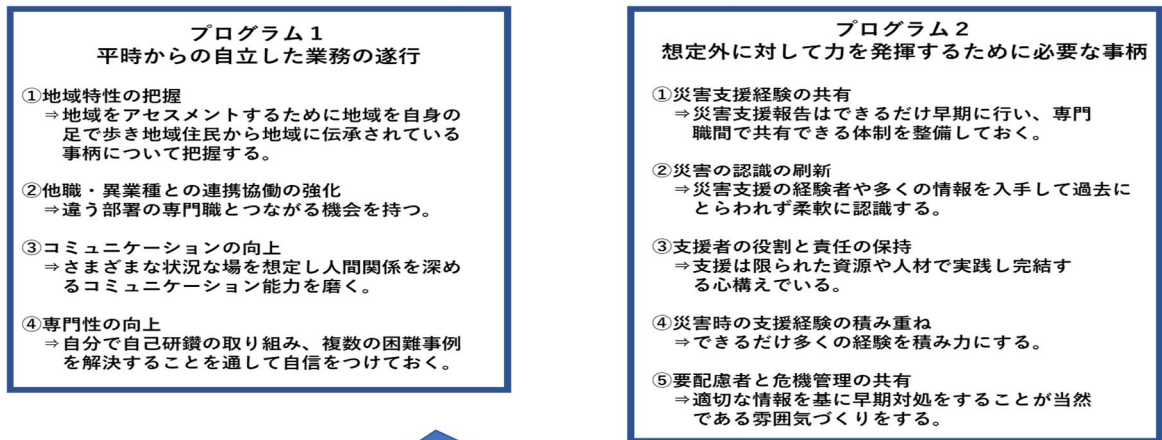 プログラム1
平時からの自立した業務の遂行
①地域特性の把握
⇒地域をアセスメントするために地域を自身の
足で歩き地域住民から地域に伝承されている
事柄について把握する。
②他職・異業種との連携協働の強化
⇒違う部署の専門職とつながる機会を持つ。
③コミュニケーションの向上
⇒さまざまな状況な場を想定し人間関係を深め
るコミュニケーション能力を磨く。
④専門性の向上
⇒自分で自己研鑽の取り組み、複数の困難事例
を解決することを通して自信をつけておく。
プログラム2
想定外に対して力を発揮するために必要な事柄
①災害支援経験の共有
⇒災害支援報告はできるだけ早期に行い、専門
職間で共有できる体制を整備しておく。
②災害の認識の刷新
⇒災害支援の経験者や多くの情報を入手して過去に
とらわれず柔軟に認識する。
③支援者の役割と責任の保持
⇒支援は限られた資源や人材で実践し完結す
る心構えでいる。
④災害時の支援経験の積み重ね
⇒できるだけ多くの経験を積み力にする。
⑤要配慮者と危機管理の共有
⇒適切な情報を基に早期対処をすることが当然
である雰囲気づくりをする。